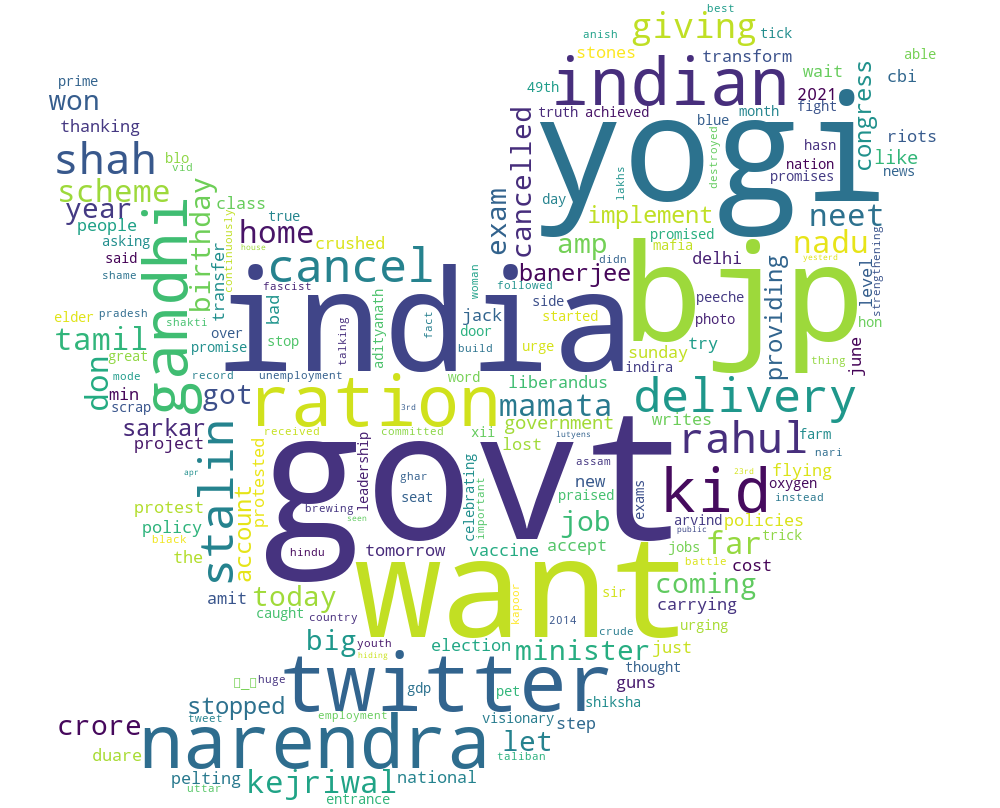 best
anish
giving
tick
stones
transform
able
prime
indian
wait
cbi
won
49th
2021
congress
thanking
truth
achieved
month
fight
blue
yogi
hasn
riots
shah
blo
vid
cancelled
destroyed
nation
like
promises
news
scheme
lakhs
year
class
day
exam
implement
neet
people
true
home
crushed
amp
promised
nadu
asking
continuously
gandhi
birthday
said
house
cancel
didn
mafia
delhi
yesterd
shame
transfer
fascist
banerjee
bjp
level
strengthening
india
woman
followed
side
peeche
providing
elder
pradesh
bad
adityanath
fact
jack
started
photo
hon
shakti
over
talking
door
tamil
stop
build
urge
indira
sunday
try
june
great
promise
thing
don
mode
record
unemployment
word
liberandus
min
got
ration
3rd
mamata
delivery
scrap
sarkar
received
committed
xii
government
writes
farm
project
stalin
leadership
lost
lutyens
rahul
nari
apr
protested
ghar
govt
celebrating
important
assam
flying
seat
new
kid
oxygen
23rd
instead
protest
account
brewing
praised
exams
policy
seen
job
arvind
policies
public
black
hindu
tomorrow
vaccine
accept
jobs
far
trick
the
battle
cost
want
coming
amit
today
sir
carrying
caught
country
kapoor
2014
crude
urging
big
youth
election
minister
just
hiding
thought
huge
twitter
gdp
pet
guns
stopped
shiksha
crore
tweet
employment
visionary
step
narendra
let
duare
taliban
pelting
kejriwal
national
uttar
entrance